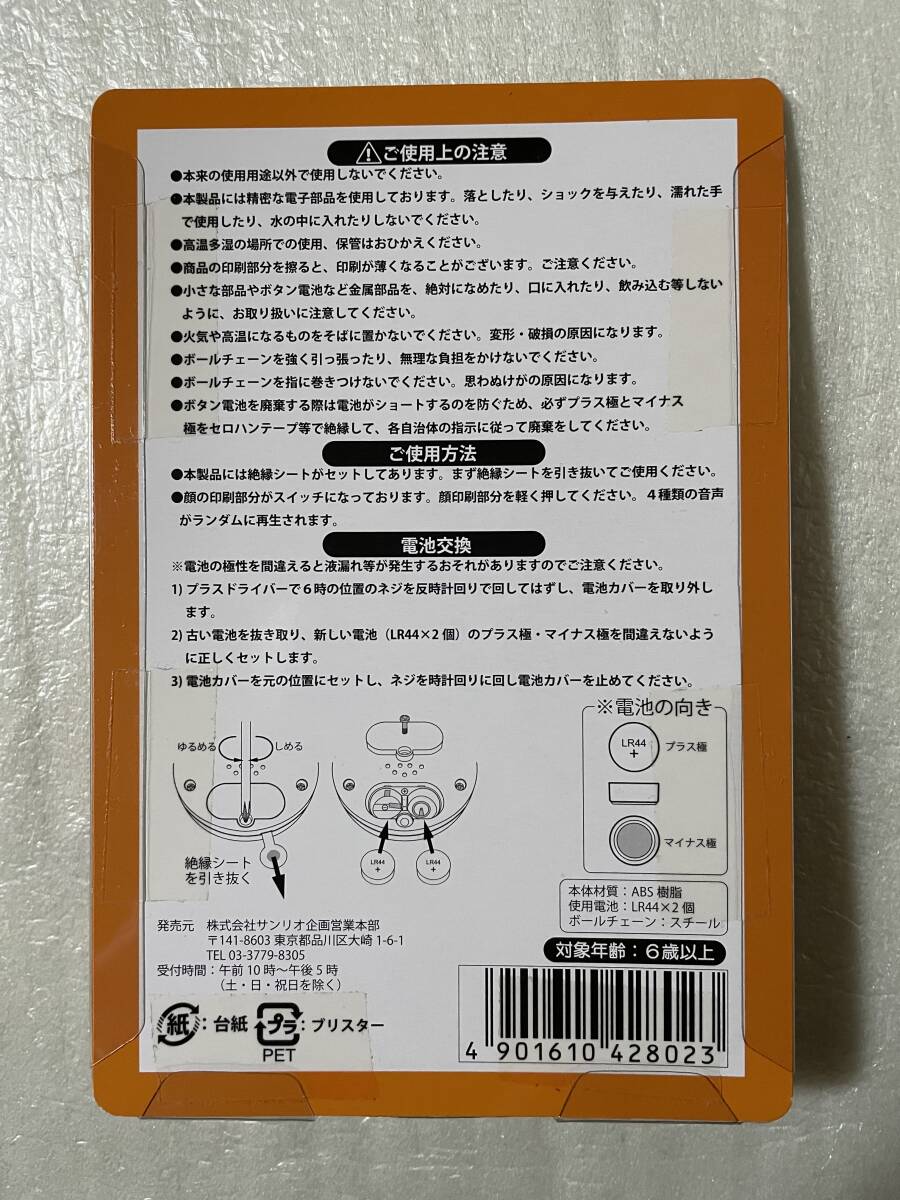 ⚠ご使用上の注意
●本来の使用用途以外で使用しないでください。
●本製品には精密な電子部品を使用しております。落としたり、ショックを与えたり、濡れた手
で使用したり、水の中に入れたりしないでください。
●高温多湿の場所での使用、保管はおひかえください。
●商品の印刷部分を擦ると、印刷が薄くなることがございます。ご注意ください。
●小さな部品やボタン電池など金属部品を、絶対になめたり、口に入れたり、飲み込む等しない
ように、お取り扱いに注意してください。
●火気や高温になるものをそばに置かないでください。変形・破損の原因になります。
●ボールチェーンを強く引っ張ったり、無理な負担をかけないでください。
●ボールチェーンを指に巻きつけないでください。思わぬけがの原因になります。
●ボタン電池を廃棄する際は電池がショートするのを防ぐため、必ずプラス極とマイナス
極をセロハンテープ等で絶縁して、各自治体の指示に従って廃棄をしてください。
ご使用方法
●本製品には絶縁シートがセットしてあります。まず絶縁シートを引き抜いてご使用ください。
●顔の印刷部分がスイッチになっております。顔印刷部分を軽く押してください。4種類の音声
がランダムに再生されます。
電池交換
※電池の極性を間違えると液漏れ等が発生するおそれがありますのでご注意ください。
1) プラスドライバーで6時の位置のネジを反時計回りで回してはずし、電池カバーを取り外し
ます。
2) 古い電池を抜き取り、新しい電池（LR44×2個）のプラス極・マイナス極を間違えないよう
に正しくセットします。
3) 電池カバーを元の位置にセットし、ネジを時計回りに回し電池カバーを止めてください。
ゆるめる しめる
絶縁シート
を引き抜く
LR44
+
LR44
+
※電池の向き
LR44
+
プラス極
マイナス極
本体材質：ABS樹脂
使用電池：LR44×2個
ボールチェーン：スチール
発売元 株式会社サンリオ企画営業本部
〒141-8603 東京都品川区大崎1-6-1
TEL 03-3779-8305
受付時間：午前10時～午後5時
（土・日・祝日を除く）
対象年齢：6歳以上
紙：台紙 プラ：ブリスター
PET
4 901610 428023